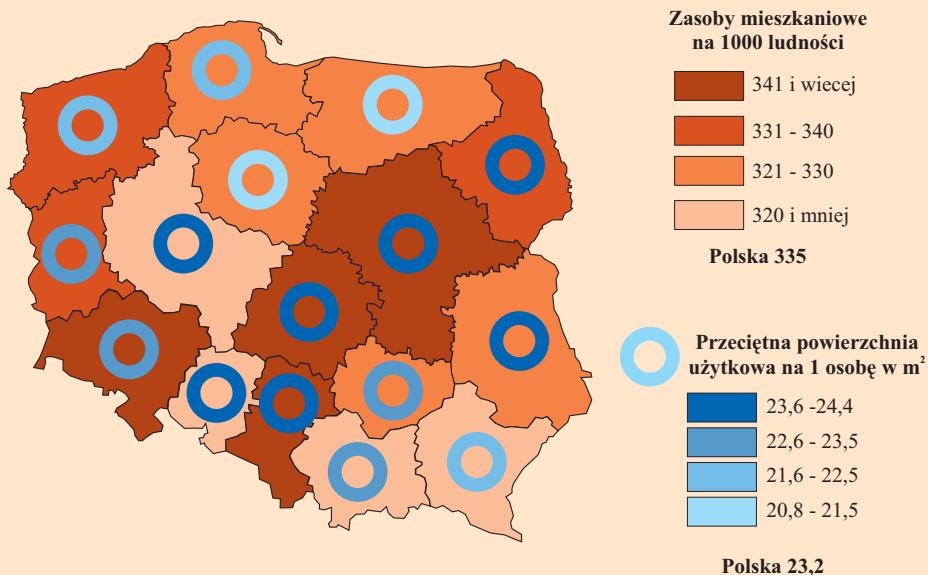 Zasoby mieszkaniowe
na 1000 ludności
341 i wiecej
331 - 340
321 - 330
320 i mniej
Polska 335
Przeciętna powierzchnia
użytkowa na 1 osobę w m²
23,6 -24,4
22,6 - 23,5
21,6 - 22,5
20,8 - 21,5
Polska 23,2